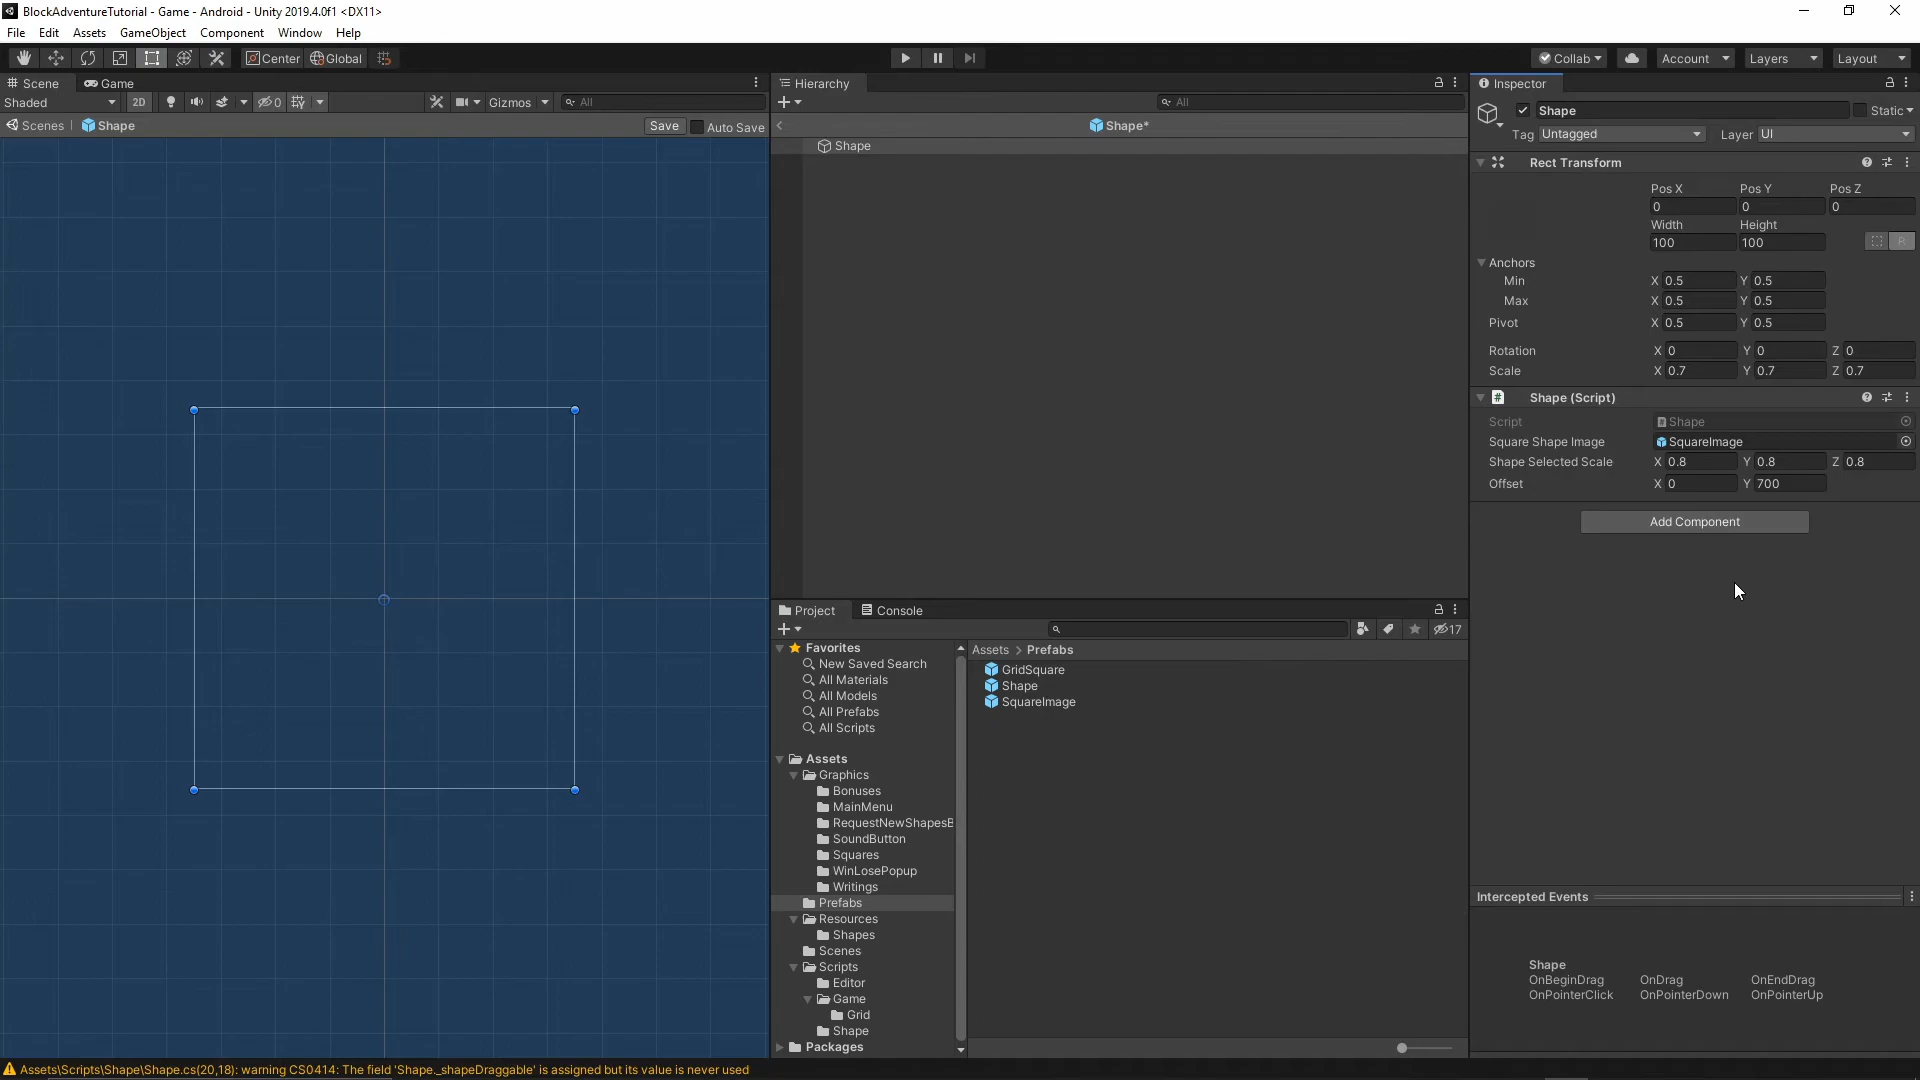 BlockAdventureTutorial - Game - Android - Unity 2019.4.0f1 <DX11>
File Edit Assets GameObject Component Window Help
Center Global Collab Account Layers Layout
Scene Game
Shaded 2D 0 Gizmos All
Scenes Shape Save Auto Save
Hierarchy
All
Shape*
Shape
Inspector
Shape Static
Tag Untagged Layer UI
Rect Transform
Pos X Pos Y Pos Z
0 0 0
Width Height
100 100 R
Anchors
Min X 0.5 Y 0.5
Max X 0.5 Y 0.5
Pivot X 0.5 Y 0.5
Rotation X 0 Y 0 Z 0
Scale X 0.7 Y 0.7 Z 0.7
# Shape (Script)
Script Shape
Square Shape Image SquareImage
Shape Selected Scale X 0.8 Y 0.8 Z 0.8
Offset X 0 Y 700
Add Component
Project Console
17
Favorites
New Saved Search
All Materials
All Models
All Prefabs
All Scripts
Assets
Graphics
Bonuses
MainMenu
RequestNewShapesB
SoundButton
Squares
WinLosePopup
Writings
Prefabs
Resources
Shapes
Scenes
Scripts
Editor
Game
Grid
Shape
Packages
Assets > Prefabs
GridSquare
Shape
SquareImage
Intercepted Events
Shape
OnBeginDrag OnDrag OnEndDrag
OnPointerClick OnPointerDown OnPointerUp
Assets\Scripts\Shape\Shape.cs(20,18): warning CS0414: The field 'Shape._shapeDraggable' is assigned but its value is never used